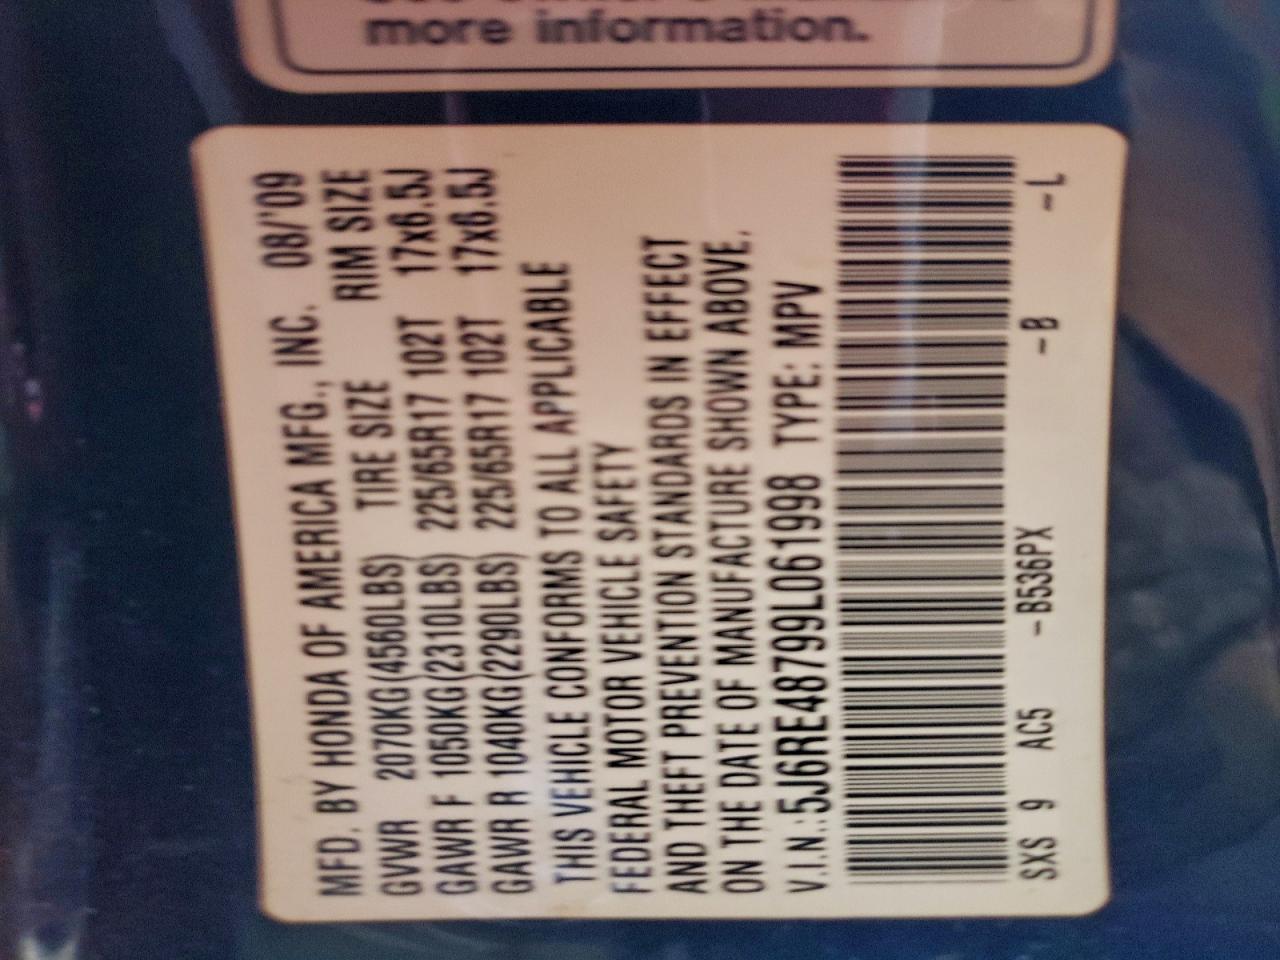 more information.
MFD. BY HONDA OF AMERICA MFG., INC. 08/'09
GVWR 2070KG(4560LBS) TIRE SIZE RIM SIZE
GAWR F 1050KG(2310LBS) 225/65R17 102T 17x6.5J
GAWR R 1040KG(2290LBS) 225/65R17 102T 17x6.5J
THIS VEHICLE CONFORMS TO ALL APPLICABLE
FEDERAL MOTOR VEHICLE SAFETY
AND THEFT PREVENTION STANDARDS IN EFFECT
ON THE DATE OF MANUFACTURE SHOWN ABOVE.
V.I.N.: 5J6RE48799L061998 TYPE: MPV
SXS 9 AC5 -B536PX -B -L